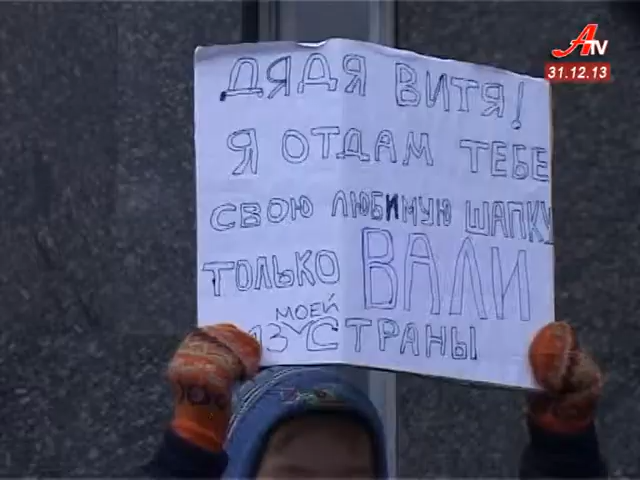 ATV
31.12.13
ДЯДЯ ВИТЯ!
Я ОТДАМ ТЕБЕ
СВОЮ ЛЮБИМУЮ ШАПКУ
ТОЛЬКО ВАЛИ
ИЗ МОЕЙ СТРАНЫ